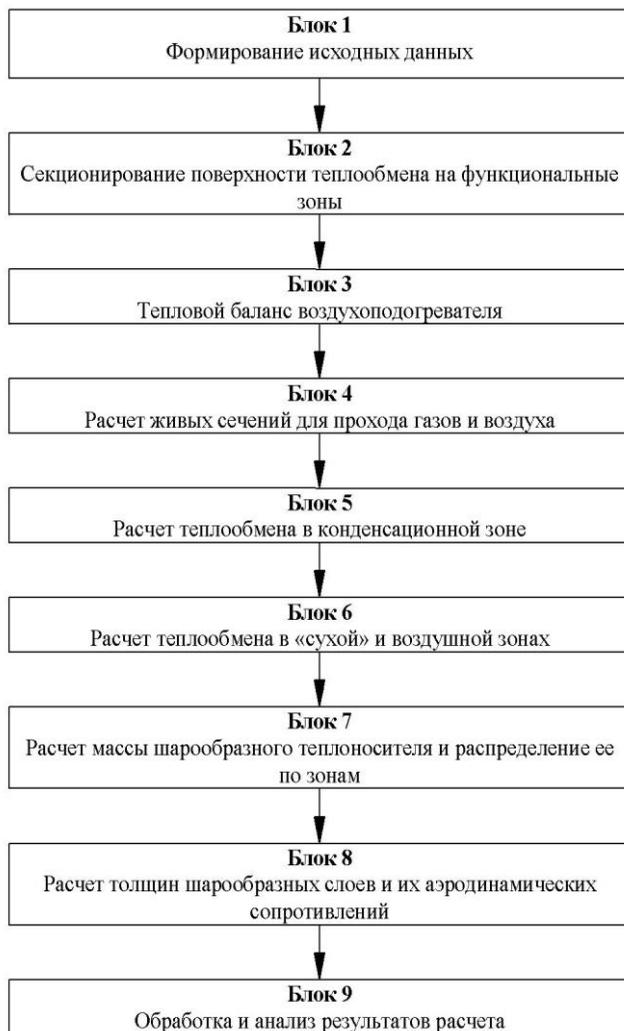 Блок 1
Формирование исходных данных
Блок 2
Секционирование поверхности теплообмена на функциональные
зоны
Блок 3
Тепловой баланс воздухоподогревателя
Блок 4
Расчет живых сечений для прохода газов и воздуха
Блок 5
Расчет теплообмена в конденсационной зоне
Блок 6
Расчет теплообмена в «сухой» и воздушной зонах
Блок 7
Расчет массы шарообразного теплоносителя и распределение ее
по зонам
Блок 8
Расчет толщин шарообразных слоев и их аэродинамических
сопротивлений
Блок 9
Обработка и анализ результатов расчета